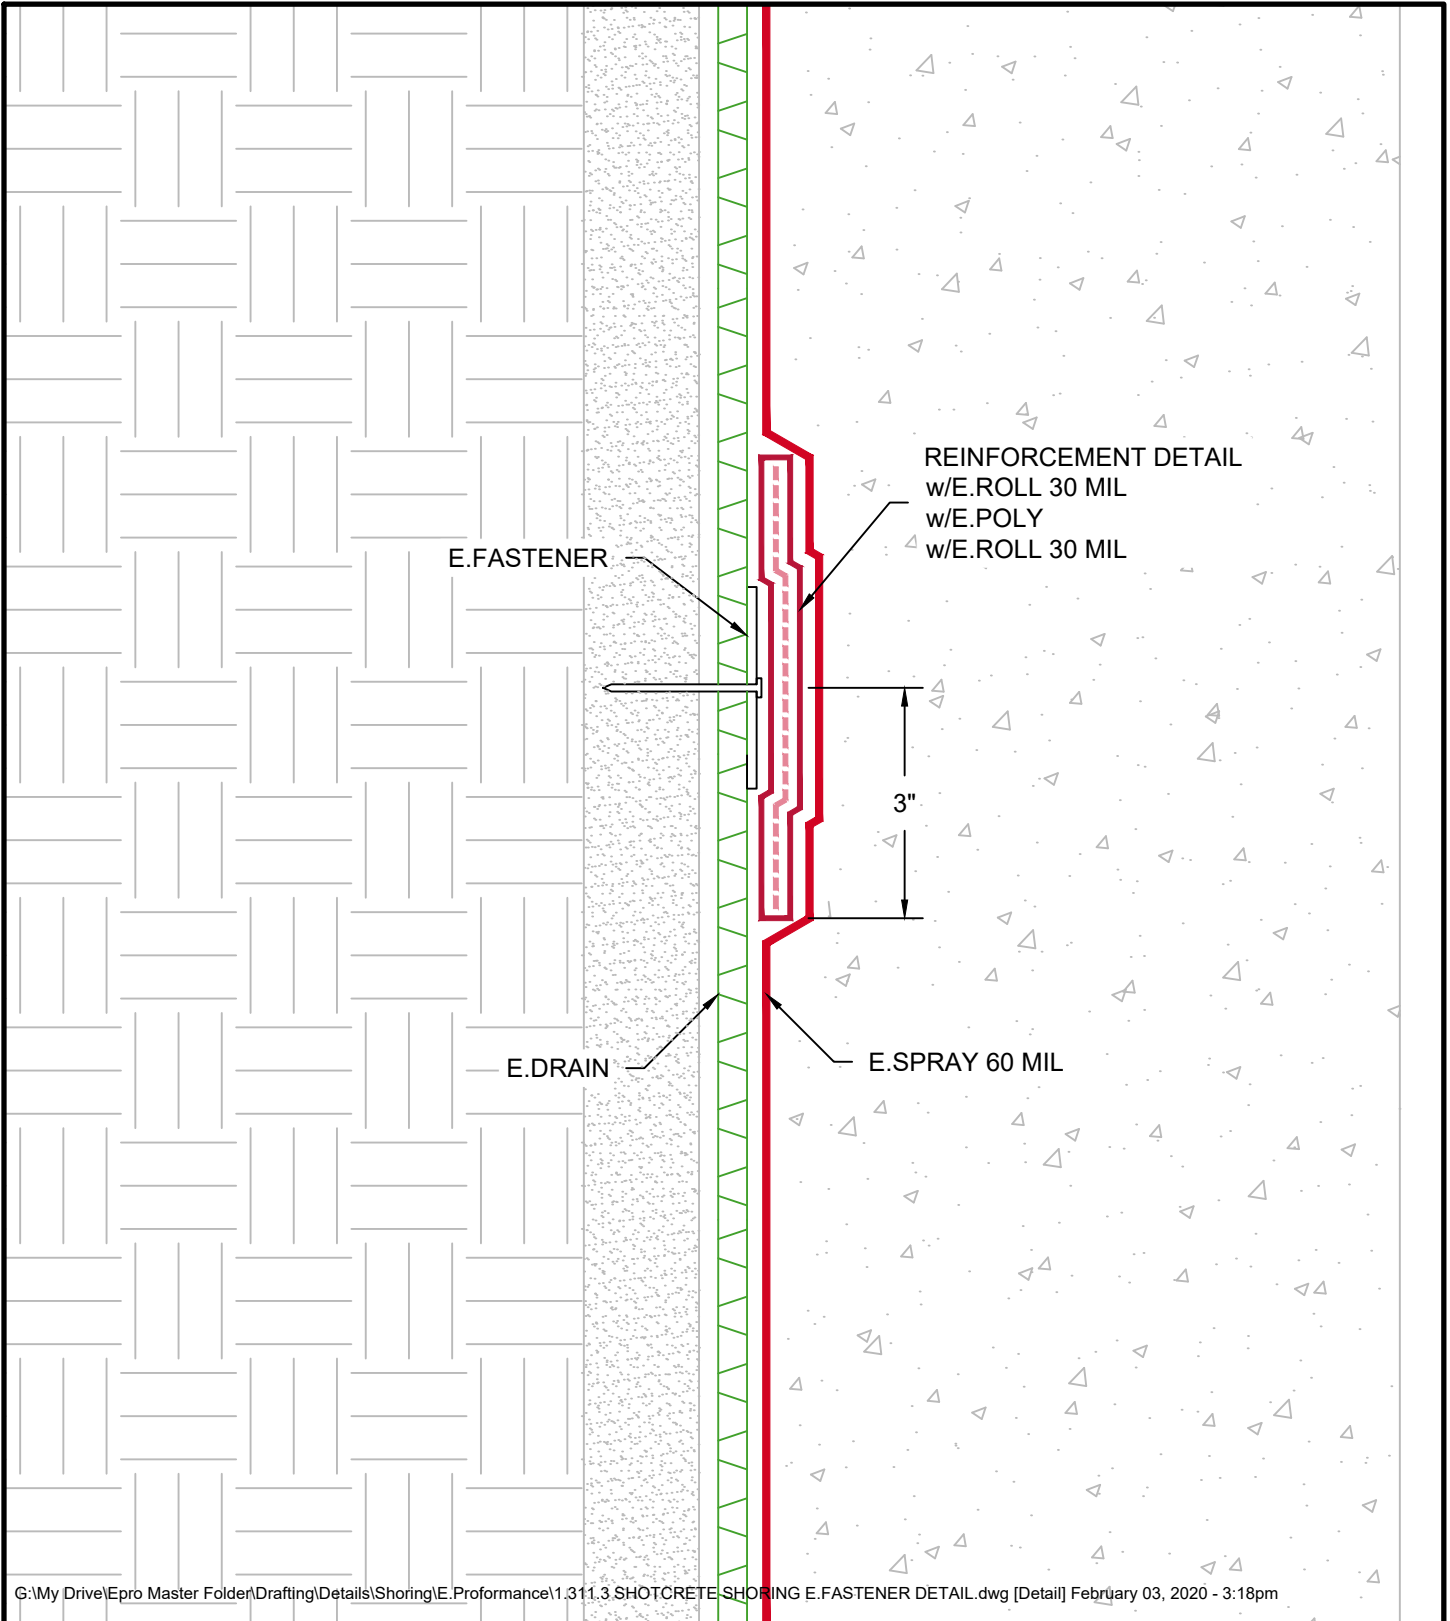 REINFORCEMENT DETAIL
w/E.ROLL 30 MIL
w/E.POLY
w/E.ROLL 30 MIL
E.FASTENER
3"
E.DRAIN
E.SPRAY 60 MIL
G:\My Drive\Epro Master Folder\Drafting\Details\Shoring\E.Proformance\1.311.3 SHOTCRETE SHORING E.FASTENER DETAIL.dwg [Detail] February 03, 2020 - 3:18pm